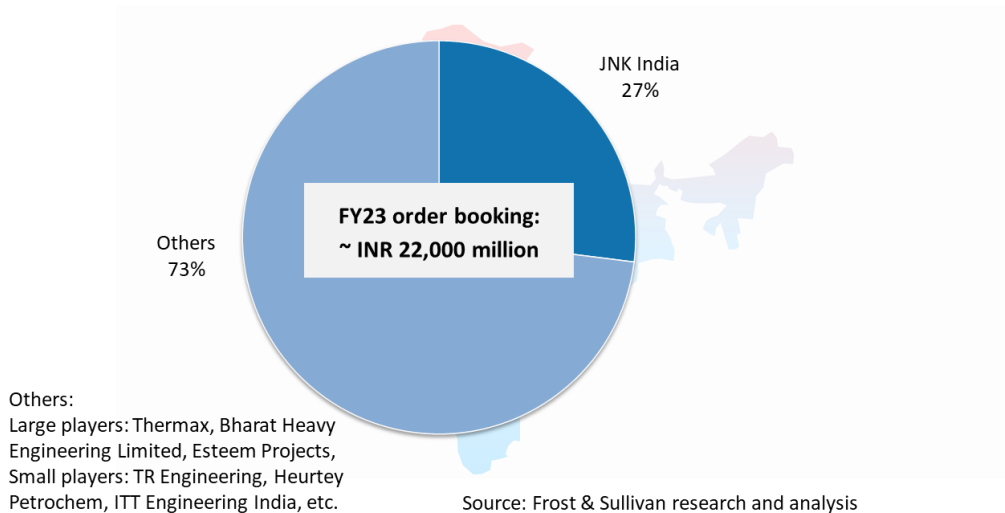 JNK India
27%
FY23 order booking:
~ INR 22,000 million
Others
73%
Others:
Large players: Thermax, Bharat Heavy
Engineering Limited, Esteem Projects,
Small players: TR Engineering, Heurtey
Petrochem, ITT Engineering India, etc.
Source: Frost & Sullivan research and analysis